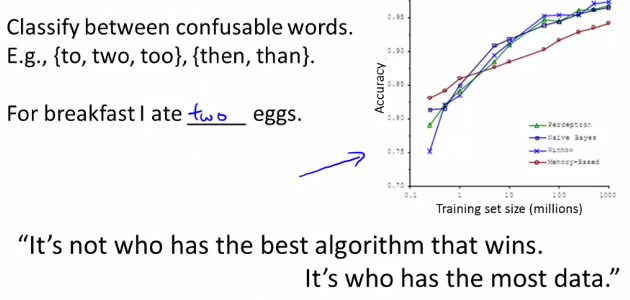 Classify between confusable words.
E.g., {to, two, too}, {then, than}.
For breakfast I ate two eggs.
0.95
0.90
0.85
0.80
0.75
0.70
Accuracy
Perceptron
Naive Bayes
Winnow
Memory-Based
0.1 1 10 100 1000
Training set size (millions)
“It’s not who has the best algorithm that wins.
It’s who has the most data.”